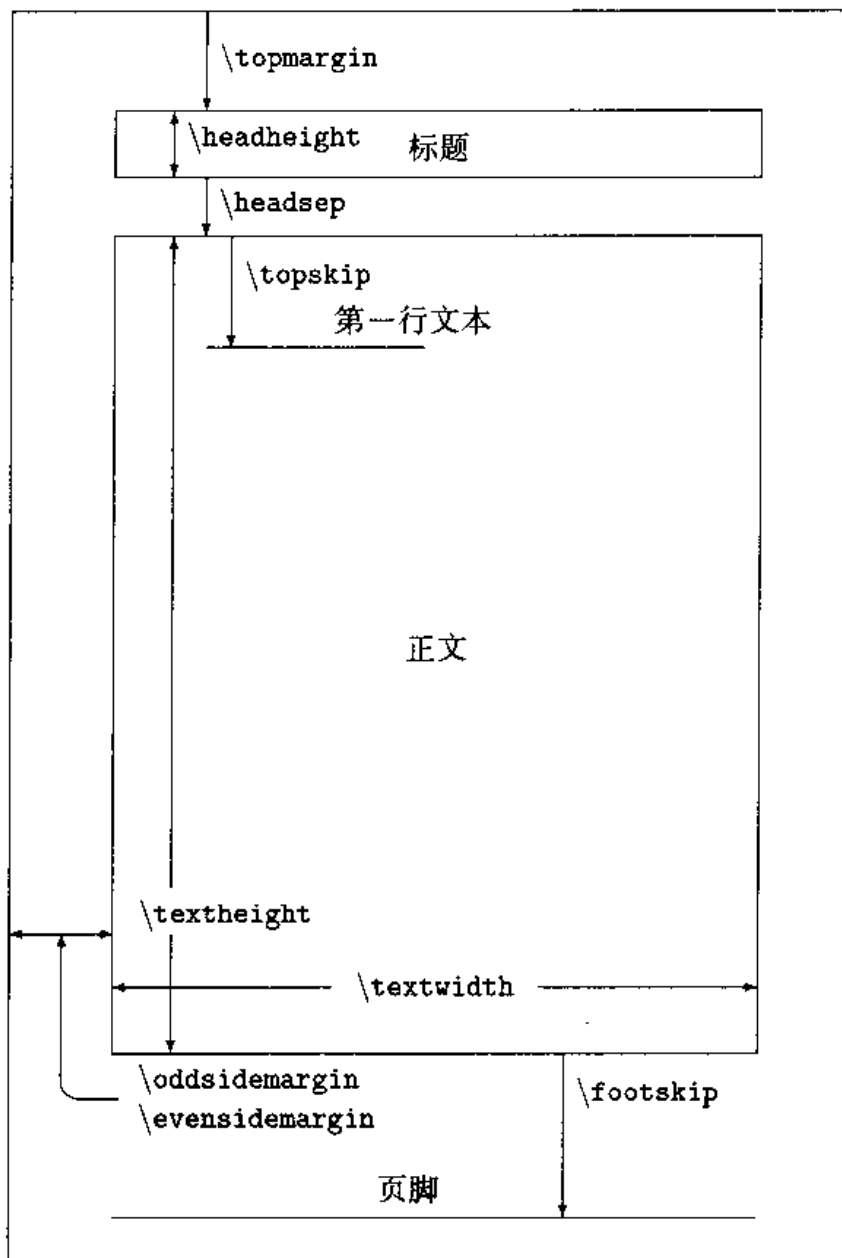 \topmargin
\headheight 标题
\headsep
\topskip
第一行文本
正文
\textheight
\textwidth
\oddsidemargin
\evensidemargin
\footskip
页脚